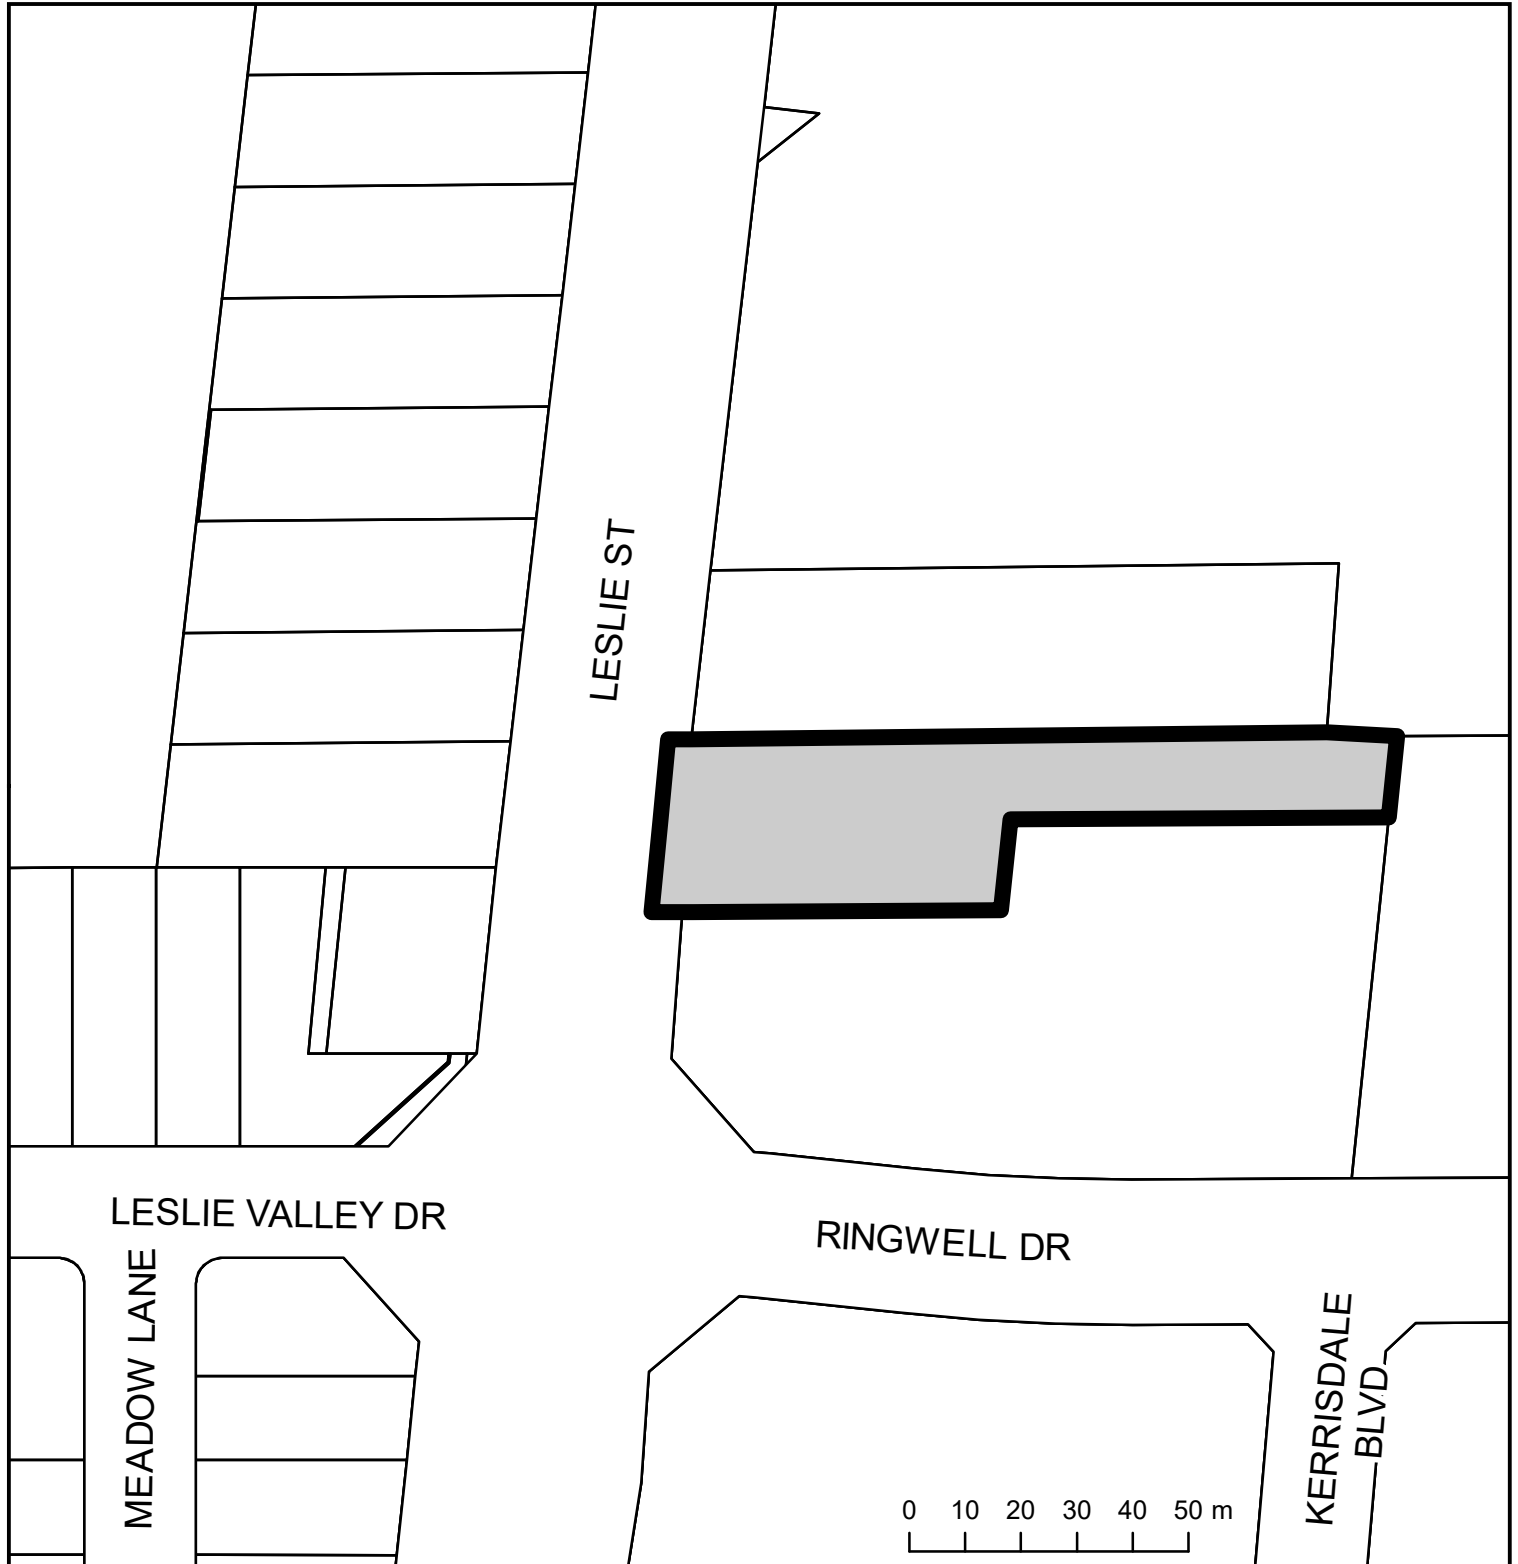 LESLIE ST
LESLIE VALLEY DR
RINGWELL DR
MEADOW LANE
KERRISDALE
BLVD
0 10 20 30 40 50 m